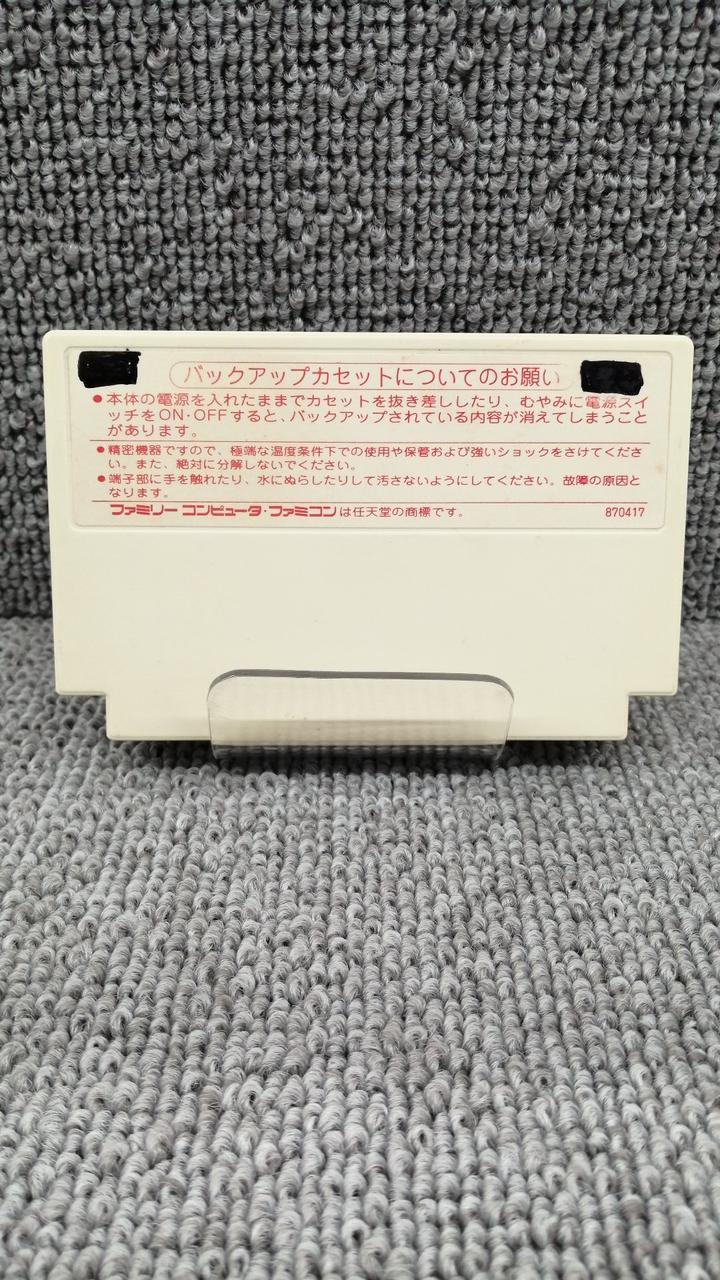 バックアップカセットについてのお願い
●本体の電源を入れたままでカセットを抜き差ししたり、むやみに電源スイ
ッチをON・OFFすると、バックアップされている内容が消えてしまうこと
があります。
●精密機器ですので、極端な温度条件下での使用や保管および強いショックをさけてくださ
い。また、絶対に分解しないでください。
●端子部に手を触れたり、水にぬらしたりして汚さないようにしてください。故障の原因と
なります。
ファミリー コンピュータ・ファミコンは任天堂の商標です。 870417